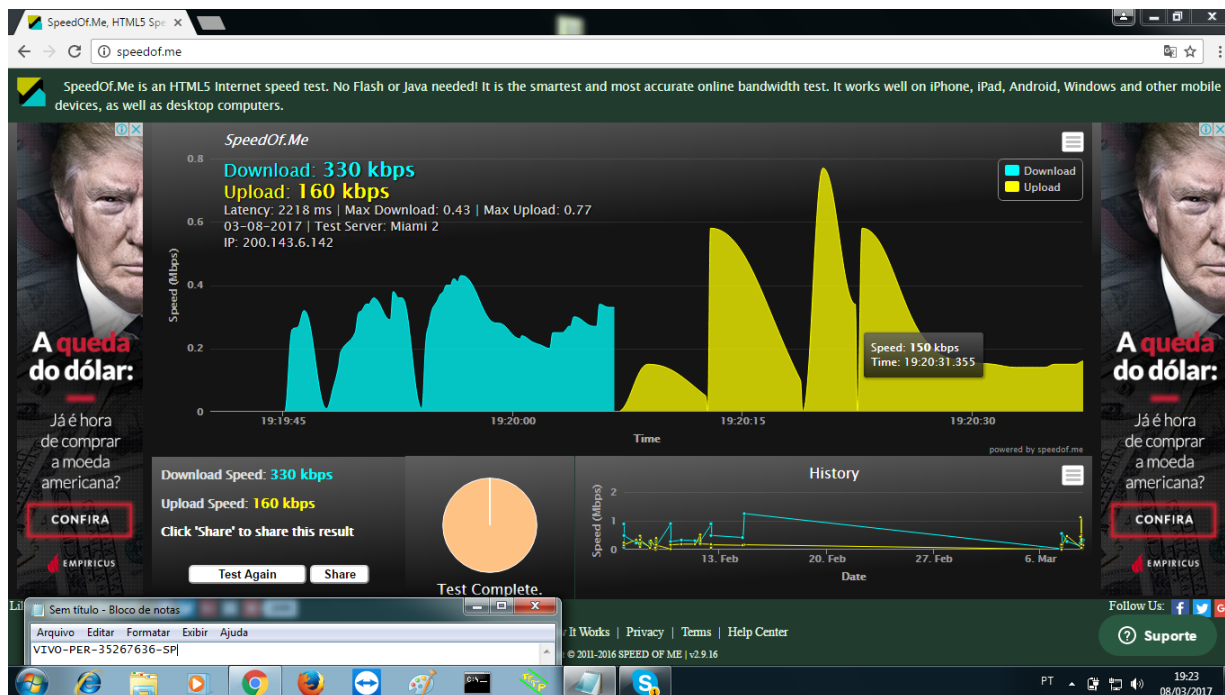 SpeedOf.Me, HTML5 Spe
speedof.me
SpeedOf.Me is an HTML5 Internet speed test. No Flash or Java needed! It is the smartest and most accurate online bandwidth test. It works well on iPhone, iPad, Android, Windows and other mobile
devices, as well as desktop computers.
A queda
do dólar:
Já é hora
de comprar
a moeda
americana?
CONFIRA
EMPIRICUS
SpeedOf.Me
Download: 330 kbps
Upload: 160 kbps
Latency: 2218 ms | Max Download: 0.43 | Max Upload: 0.77
03-08-2017 | Test Server: Miami 2
IP: 200.143.6.142
Download
Upload
Speed (Mbps)
0.8
0.6
0.4
0.2
0
Speed: 150 kbps
Time: 19:20:31.355
19:19:45 19:20:00 19:20:15 19:20:30
Time
powered by speedof.me
A queda
do dólar:
Já é hora
de comprar
a moeda
americana?
CONFIRA
EMPIRICUS
Download Speed: 330 kbps
Upload Speed: 160 kbps
Click 'Share' to share this result
Test Again Share
Test Complete.
History
Speed (Mbps)
2
1
0
13. Feb 20. Feb 27. Feb 6. Mar
Date
Sem título - Bloco de notas
Arquivo Editar Formatar Exibir Ajuda
VIVO-PER-35267636-SP
It Works | Privacy | Terms | Help Center
© 2011-2016 SPEED OF ME | v2.9.16
Follow Us:
Suporte
PT
19:23
08/03/2017